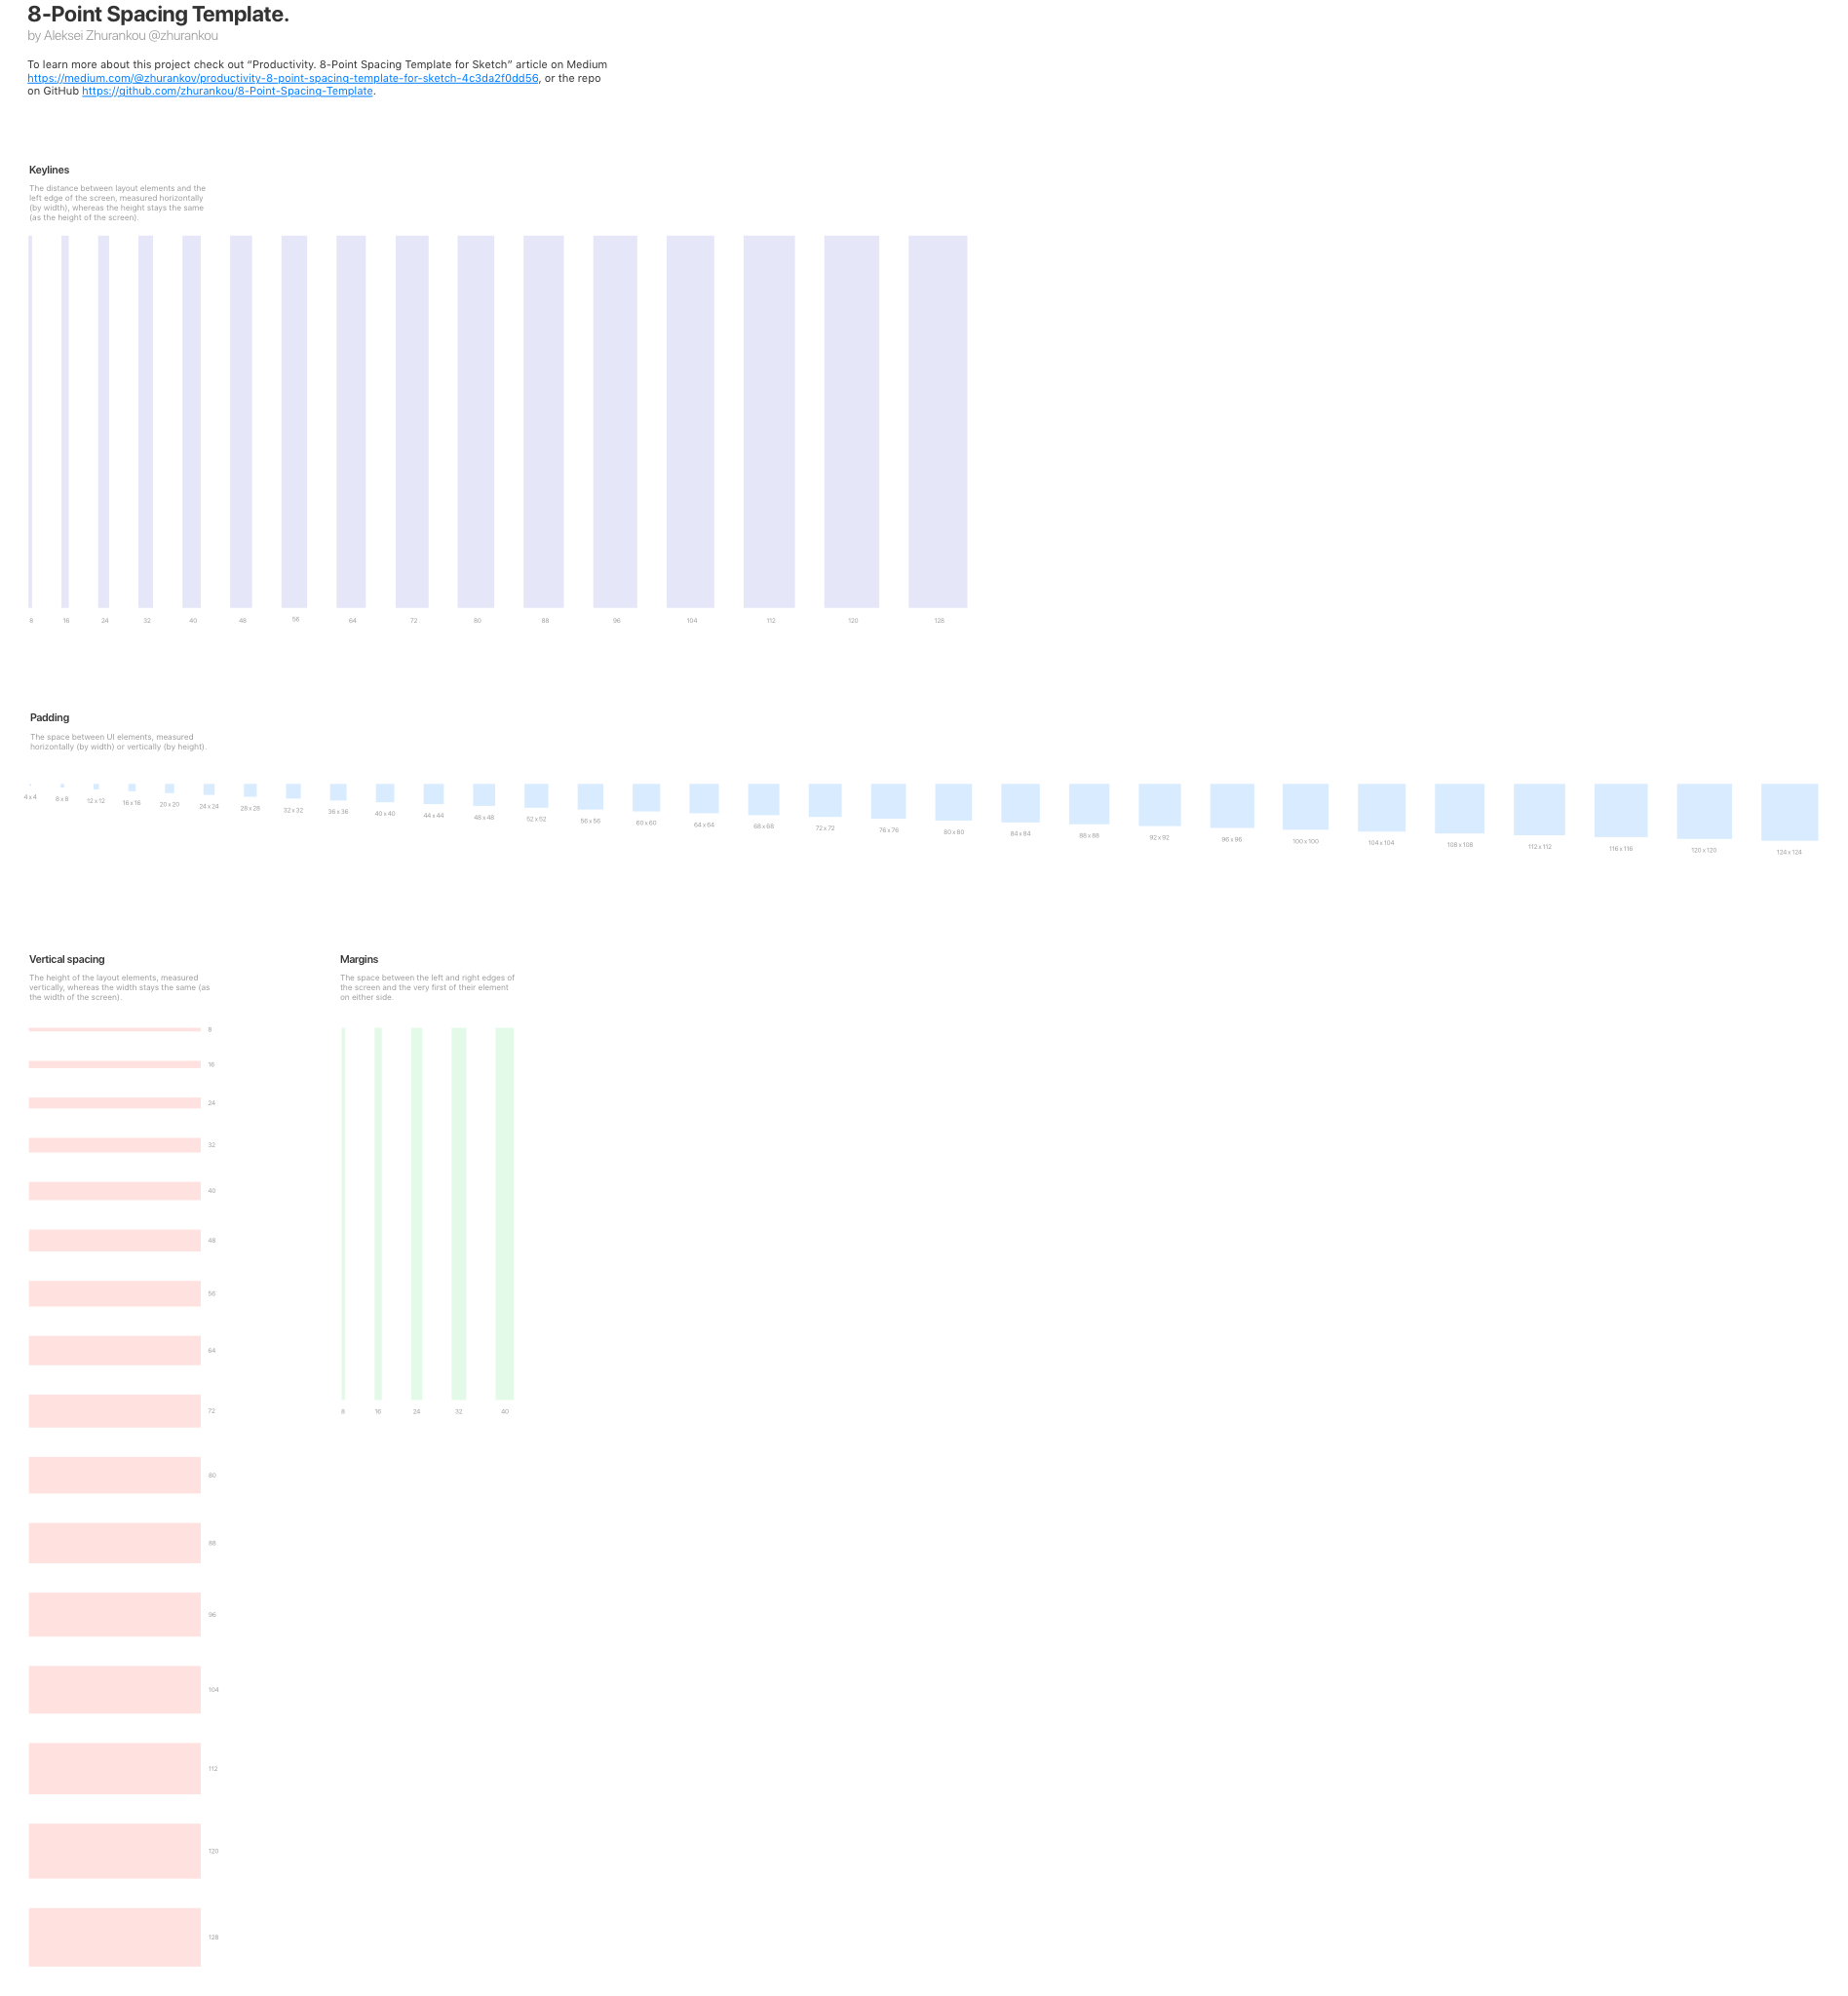 8-Point Spacing Template.
by Aleksei Zhurankou @zhurankou
To learn more about this project check out “Productivity. 8-Point Spacing Template for Sketch” article on Medium
https://medium.com/@zhurankov/productivity-8-point-spacing-template-for-sketch-4c3da2f0dd56, or the repo
on GitHub https://github.com/zhurankou/8-Point-Spacing-Template.
Keylines
The distance between layout elements and the
left edge of the screen, measured horizontally
(by width), whereas the height stays the same
(as the height of the screen).
8 16 24 32 40 48 56 64 72 80 88 96 104 112 120 128
Padding
The space between UI elements, measured
horizontally (by width) or vertically (by height).
4 x 4 8 x 8 12 x 12 16 x 16 20 x 20 24 x 24 28 x 28 32 x 32 36 x 36 40 x 40 44 x 44 48 x 48 52 x 52 56 x 56 60 x 60 64 x 64 68 x 68 72 x 72 76 x 76 80 x 80 84 x 84 88 x 88 92 x 92 96 x 96 100 x 100 104 x 104 108 x 108 112 x 112 116 x 116 120 x 120 124 x 124
Vertical spacing
The height of the layout elements, measured
vertically, whereas the width stays the same (as
the width of the screen).
8
16
24
32
40
48
56
64
72
80
88
96
104
112
120
128
Margins
The space between the left and right edges of
the screen and the very first of their element
on either side.
8 16 24 32 40